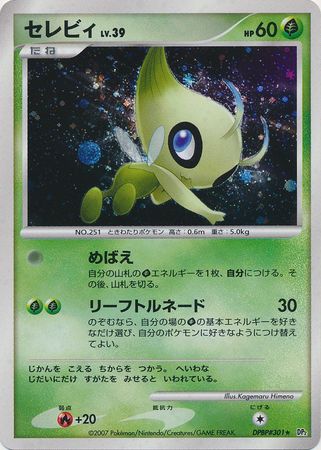 セレビィ LV.39 HP 60
たね
NO.251 ときわたりポケモン 高さ：0.6m 重さ：5.0kg
めばえ
自分の山札のエネルギーを1枚、自分につける。そ
の後、山札を切る。
リーフトルネード 30
のぞむなら、自分の場の の基本エネルギーを好き
なだけ選び、自分のポケモンに好きなようにつけ替え
てよい。
じかんを こえる ちからを つかう。へいわな
じだいにだけ すがたを みせると いわれている。
Illus.Kagemaru Himeno
弱点 抵抗力 にげる
+20
DPBP#301★ DP2
©2007 Pokémon/Nintendo/Creatures/GAME FREAK.